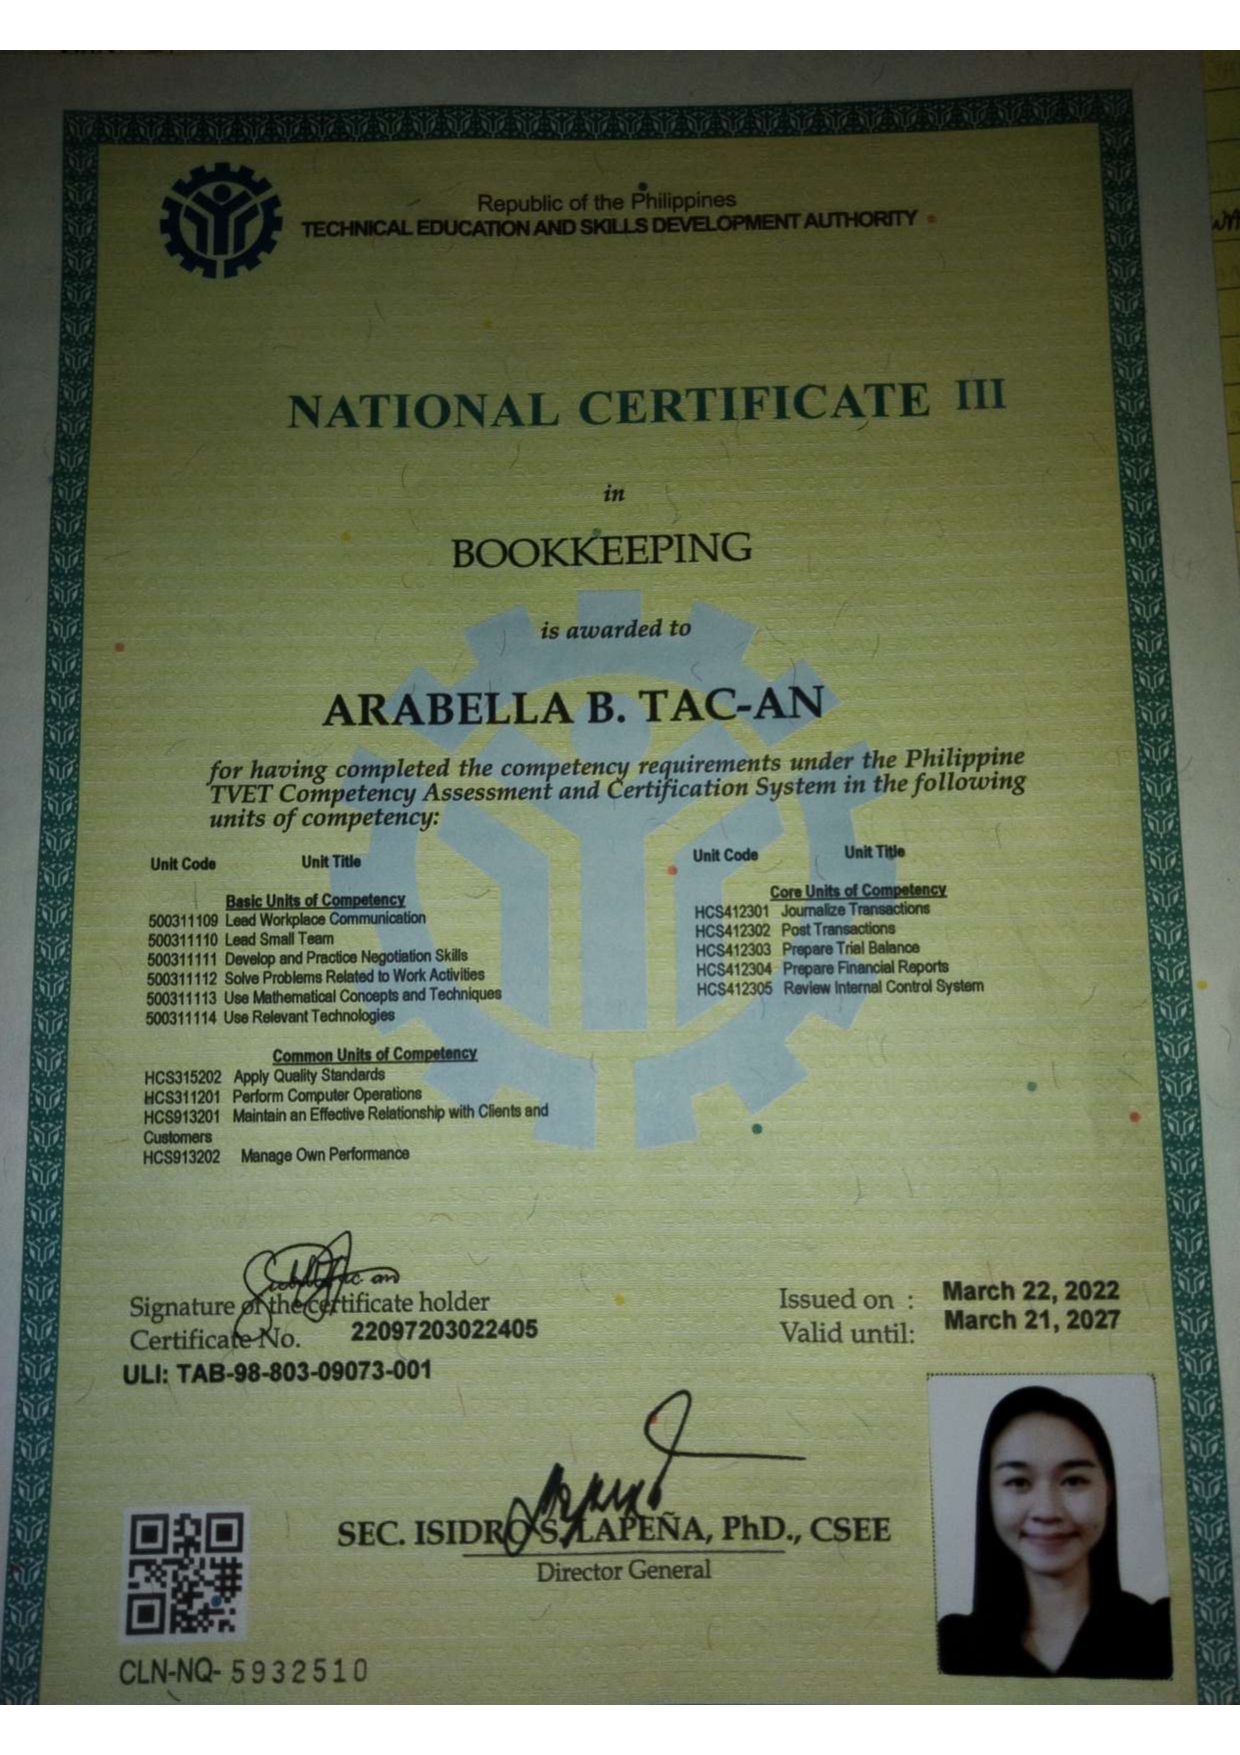 Republic of the Philippines
TECHNICAL EDUCATION AND SKILLS DEVELOPMENT AUTHORITY
NATIONAL CERTIFICATE III
in
BOOKKEEPING
is awarded to
ARABELLA B. TAC-AN
for having completed the competency requirements under the Philippine
TVET Competency Assessment and Certification System in the following
units of competency:
Unit Code Unit Title
Basic Units of Competency
500311109 Lead Workplace Communication
500311110 Lead Small Team
500311111 Develop and Practice Negotiation Skills
500311112 Solve Problems Related to Work Activities
500311113 Use Mathematical Concepts and Techniques
500311114 Use Relevant Technologies
Common Units of Competency
HCS315202 Apply Quality Standards
HCS311201 Perform Computer Operations
HCS913201 Maintain an Effective Relationship with Clients and
Customers
HCS913202 Manage Own Performance
Unit Code Unit Title
Core Units of Competency
HCS412301 Journalize Transactions
HCS412302 Post Transactions
HCS412303 Prepare Trial Balance
HCS412304 Prepare Financial Reports
HCS412305 Review Internal Control System
Signature of the certificate holder
Certificate No. 22097203022405
ULI: TAB-98-803-09073-001
Issued on : March 22, 2022
Valid until: March 21, 2027
SEC. ISIDRO S. LAPEÑA, PhD., CSEE
Director General
CLN-NQ- 5932510